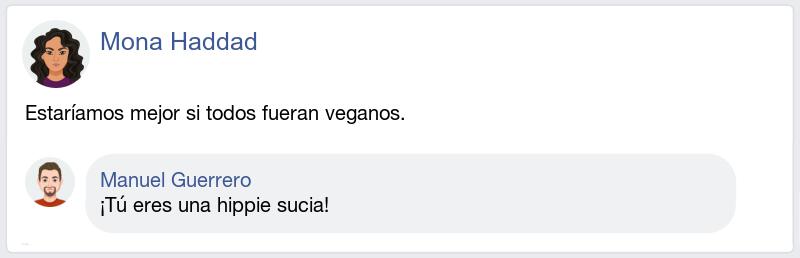 Mona Haddad
Estaríamos mejor si todos fueran veganos.
Manuel Guerrero
¡Tú eres una hippie sucia!